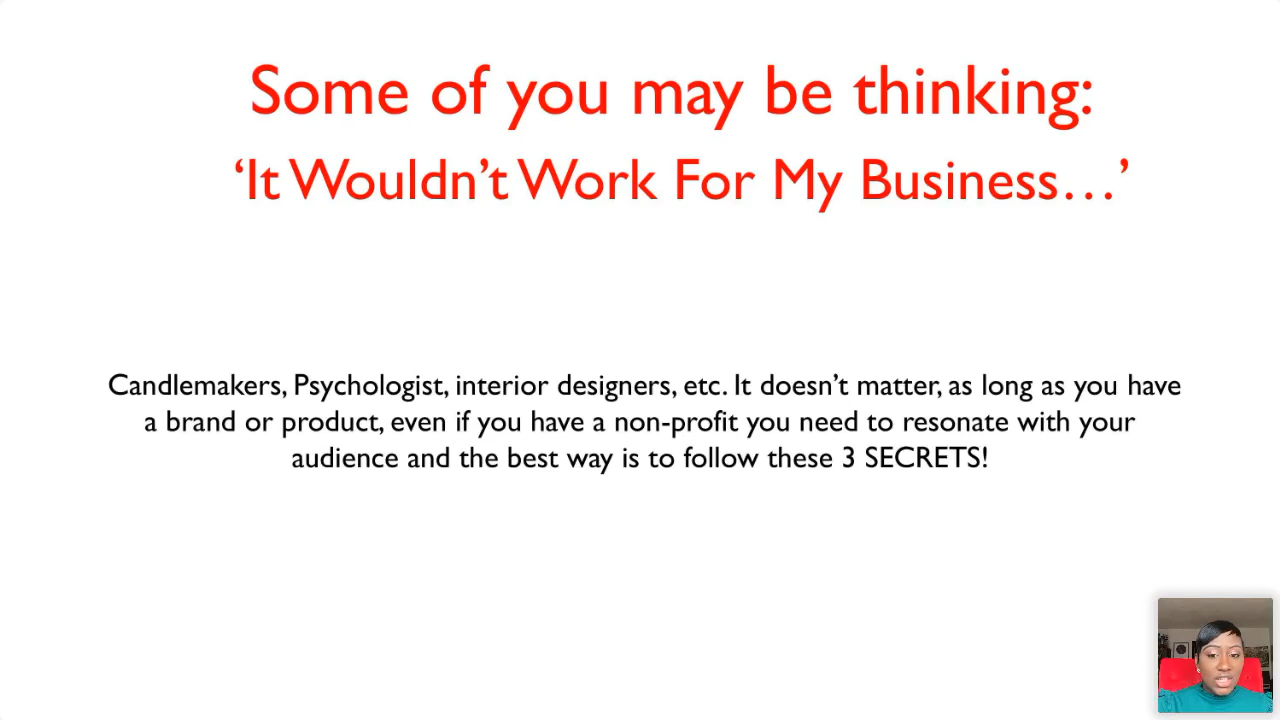 Some of you may be thinking:
‘It Wouldn’t Work For My Business…’
Candlemakers, Psychologist, interior designers, etc. It doesn’t matter, as long as you have
a brand or product, even if you have a non-profit you need to resonate with your
audience and the best way is to follow these 3 SECRETS!